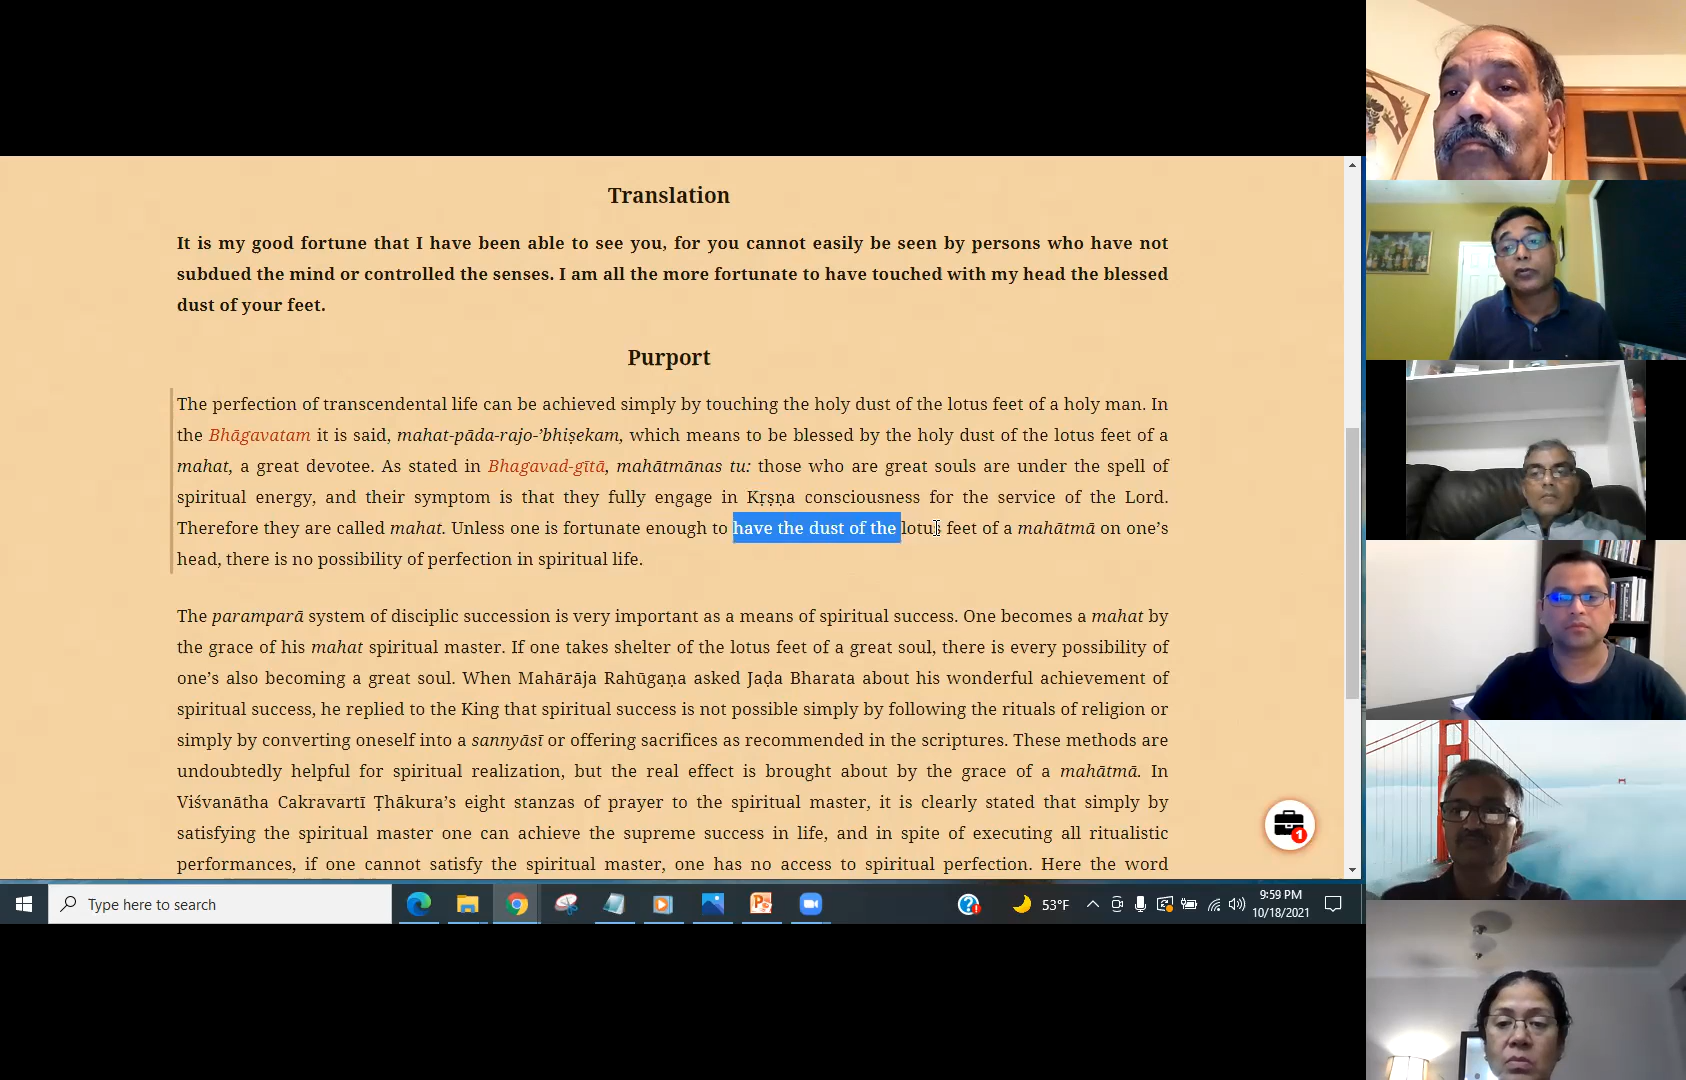 Translation
It is my good fortune that I have been able to see you, for you cannot easily be seen by persons who have not
subdued the mind or controlled the senses. I am all the more fortunate to have touched with my head the blessed
dust of your feet.
Purport
The perfection of transcendental life can be achieved simply by touching the holy dust of the lotus feet of a holy man. In
the Bhāgavatam it is said, mahat-pāda-rajo-’bhiṣekam, which means to be blessed by the holy dust of the lotus feet of a
mahat, a great devotee. As stated in Bhagavad-gītā, mahātmānas tu: those who are great souls are under the spell of
spiritual energy, and their symptom is that they fully engage in Kṛṣṇa consciousness for the service of the Lord.
Therefore they are called mahat. Unless one is fortunate enough to have the dust of the lotus feet of a mahātmā on one’s
head, there is no possibility of perfection in spiritual life.
The paramparā system of disciplic succession is very important as a means of spiritual success. One becomes a mahat by
the grace of his mahat spiritual master. If one takes shelter of the lotus feet of a great soul, there is every possibility of
one’s also becoming a great soul. When Mahārāja Rahūgaṇa asked Jaḍa Bharata about his wonderful achievement of
spiritual success, he replied to the King that spiritual success is not possible simply by following the rituals of religion or
simply by converting oneself into a sannyāsī or offering sacrifices as recommended in the scriptures. These methods are
undoubtedly helpful for spiritual realization, but the real effect is brought about by the grace of a mahātmā. In
Viśvanātha Cakravartī Ṭhākura’s eight stanzas of prayer to the spiritual master, it is clearly stated that simply by
satisfying the spiritual master one can achieve the supreme success in life, and in spite of executing all ritualistic
performances, if one cannot satisfy the spiritual master, one has no access to spiritual perfection. Here the word
1
Type here to search
53°F
9:59 PM
10/18/2021